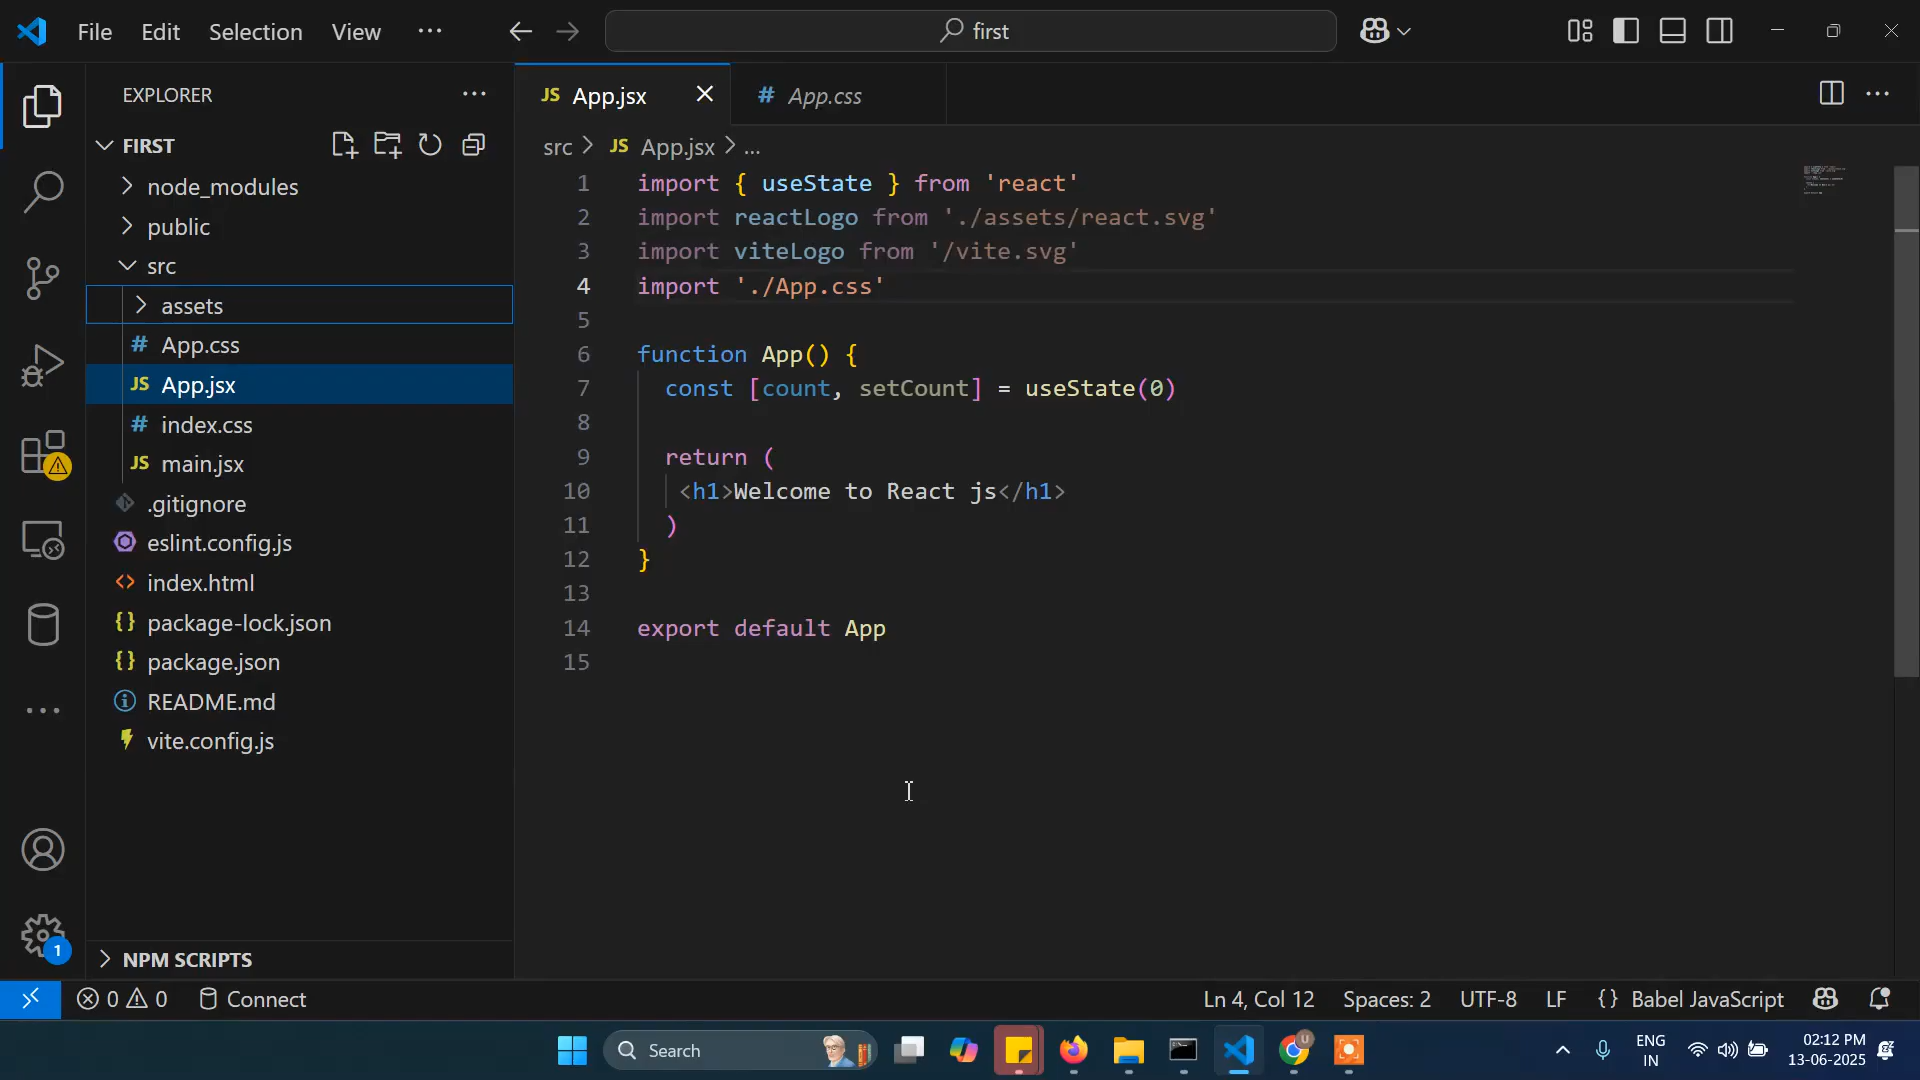 File Edit Selection View ... first
EXPLORER ...
FIRST
node_modules
public
src
assets
# App.css
JS App.jsx
# index.css
JS main.jsx
.gitignore
eslint.config.js
<> index.html
{} package-lock.json
{} package.json
README.md
vite.config.js
NPM SCRIPTS
JS App.jsx
# App.css
src > JS App.jsx > ...
1 import { useState } from 'react'
2 import reactLogo from './assets/react.svg'
3 import viteLogo from '/vite.svg'
4 import './App.css'
5
6 function App() {
7 const [count, setCount] = useState(0)
8
9 return (
10 <h1>Welcome to React js</h1>
11 )
12 }
13
14 export default App
15
1
0 0 Connect
Ln 4, Col 12 Spaces: 2 UTF-8 LF {} Babel JavaScript
Search
U
ENG
IN
02:12 PM
13-06-2025